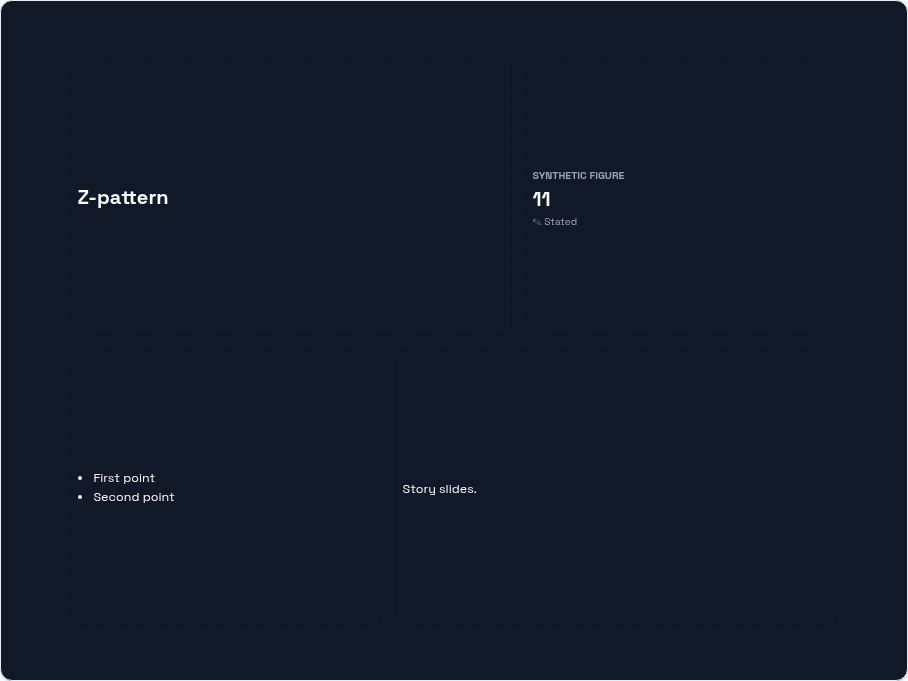 Z-pattern
SYNTHETIC FIGURE
11
✎ Stated
• First point
• Second point
Story slides.